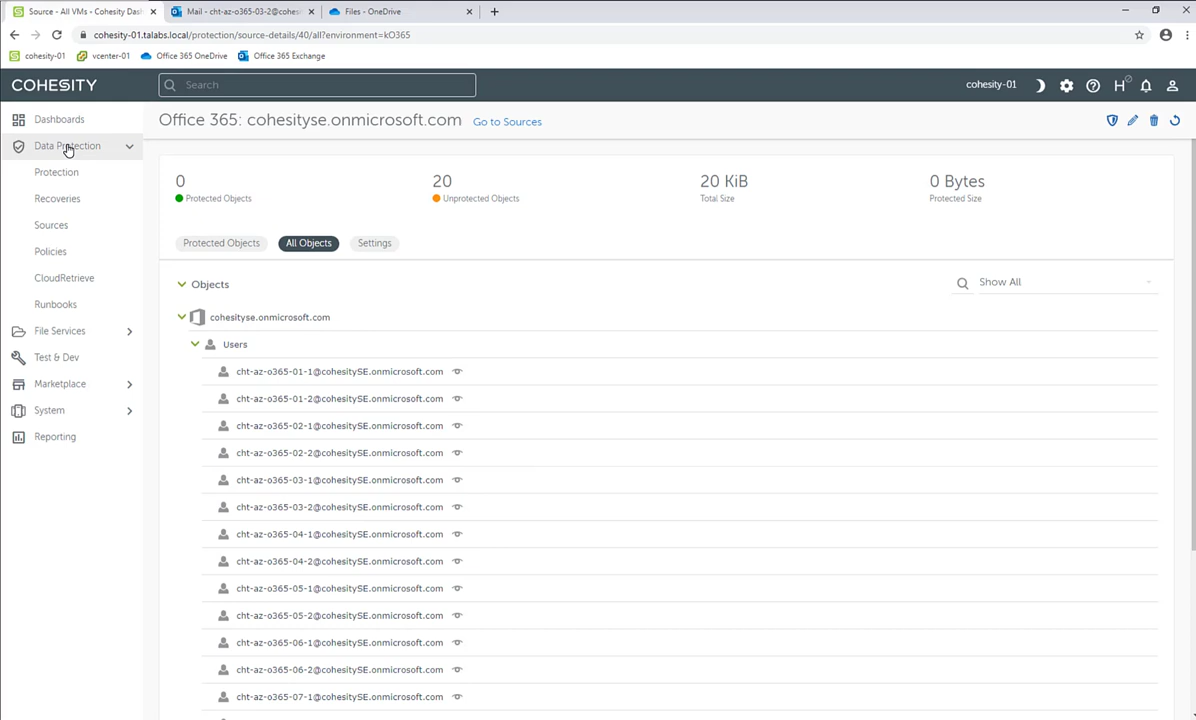 Source - All VMs - Cohesity Das
Mail - cht-az-o365-03-2@cohesi
Files - OneDrive
cohesity-01.talabs.local/protection/source-details/40/all?environment=kO365
cohesity-01
vcenter-01
Office 365 OneDrive
Office 365 Exchange
COHESITY
Search
cohesity-01
H
Dashboards
Data Protection
Protection
Recoveries
Sources
Policies
CloudRetrieve
Runbooks
File Services
Test & Dev
Marketplace
System
Reporting
Office 365: cohesityse.onmicrosoft.com Go to Sources
0
Protected Objects
20
Unprotected Objects
20 KiB
Total Size
0 Bytes
Protected Size
Protected Objects
All Objects
Settings
Objects
Show All
cohesityse.onmicrosoft.com
Users
cht-az-o365-01-1@cohesitySE.onmicrosoft.com
cht-az-o365-01-2@cohesitySE.onmicrosoft.com
cht-az-o365-02-1@cohesitySE.onmicrosoft.com
cht-az-o365-02-2@cohesitySE.onmicrosoft.com
cht-az-o365-03-1@cohesitySE.onmicrosoft.com
cht-az-o365-03-2@cohesitySE.onmicrosoft.com
cht-az-o365-04-1@cohesitySE.onmicrosoft.com
cht-az-o365-04-2@cohesitySE.onmicrosoft.com
cht-az-o365-05-1@cohesitySE.onmicrosoft.com
cht-az-o365-05-2@cohesitySE.onmicrosoft.com
cht-az-o365-06-1@cohesitySE.onmicrosoft.com
cht-az-o365-06-2@cohesitySE.onmicrosoft.com
cht-az-o365-07-1@cohesitySE.onmicrosoft.com